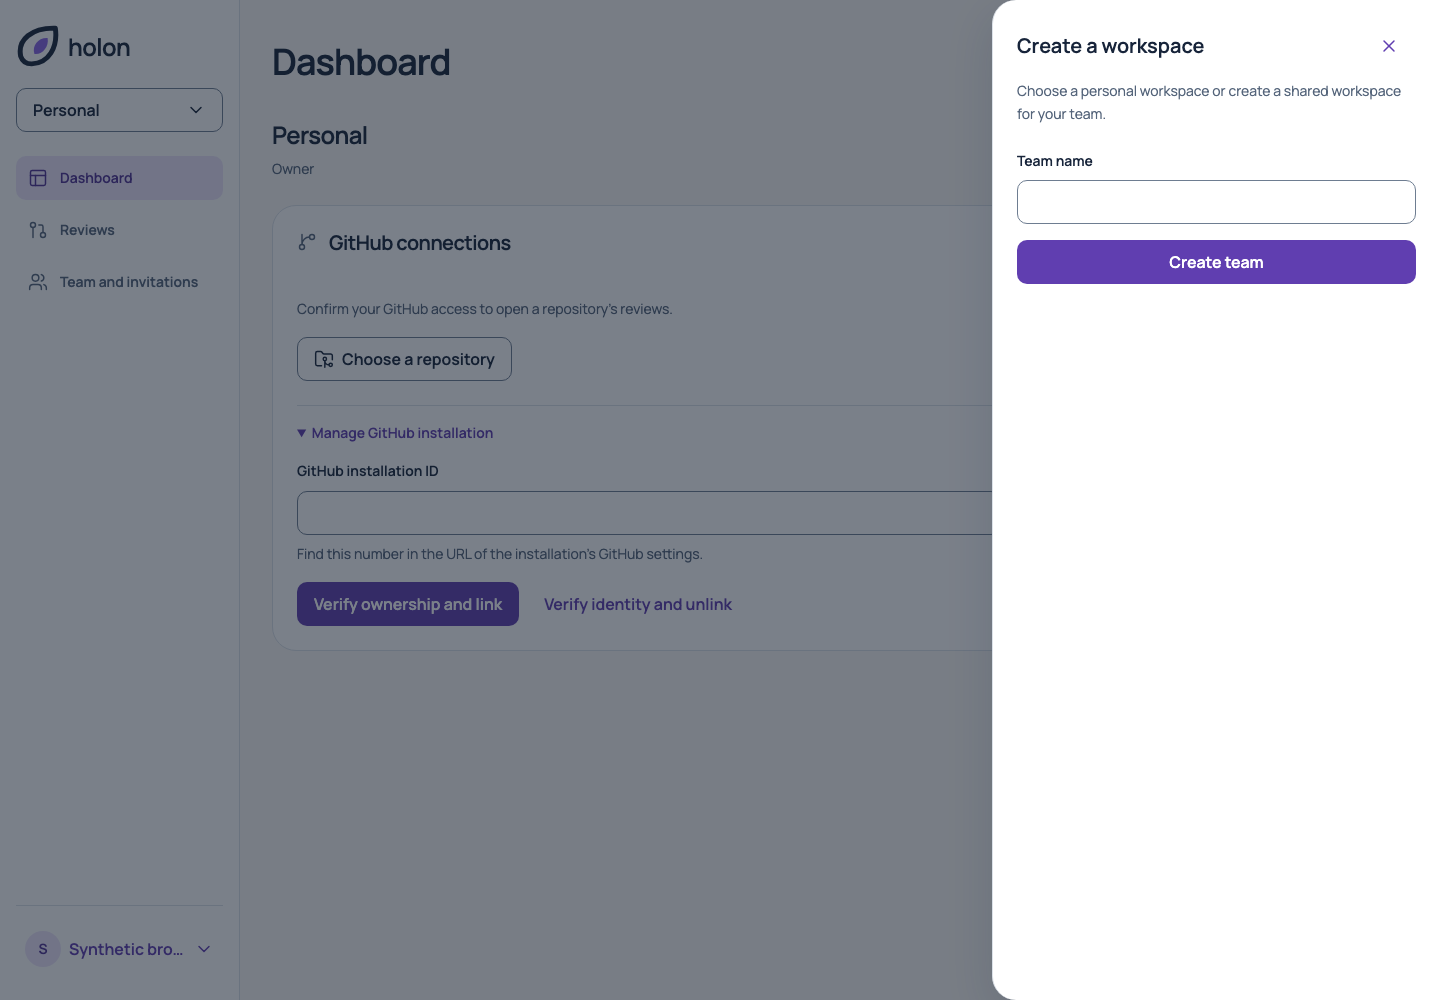 holon
Personal
Dashboard
Reviews
Team and invitations
S
Synthetic bro...
Dashboard
Personal
Owner
GitHub connections
Confirm your GitHub access to open a repository's reviews.
Choose a repository
Manage GitHub installation
GitHub installation ID
Find this number in the URL of the installation's GitHub settings.
Verify ownership and link
Verify identity and unlink
Create a workspace
Choose a personal workspace or create a shared workspace
for your team.
Team name
Create team